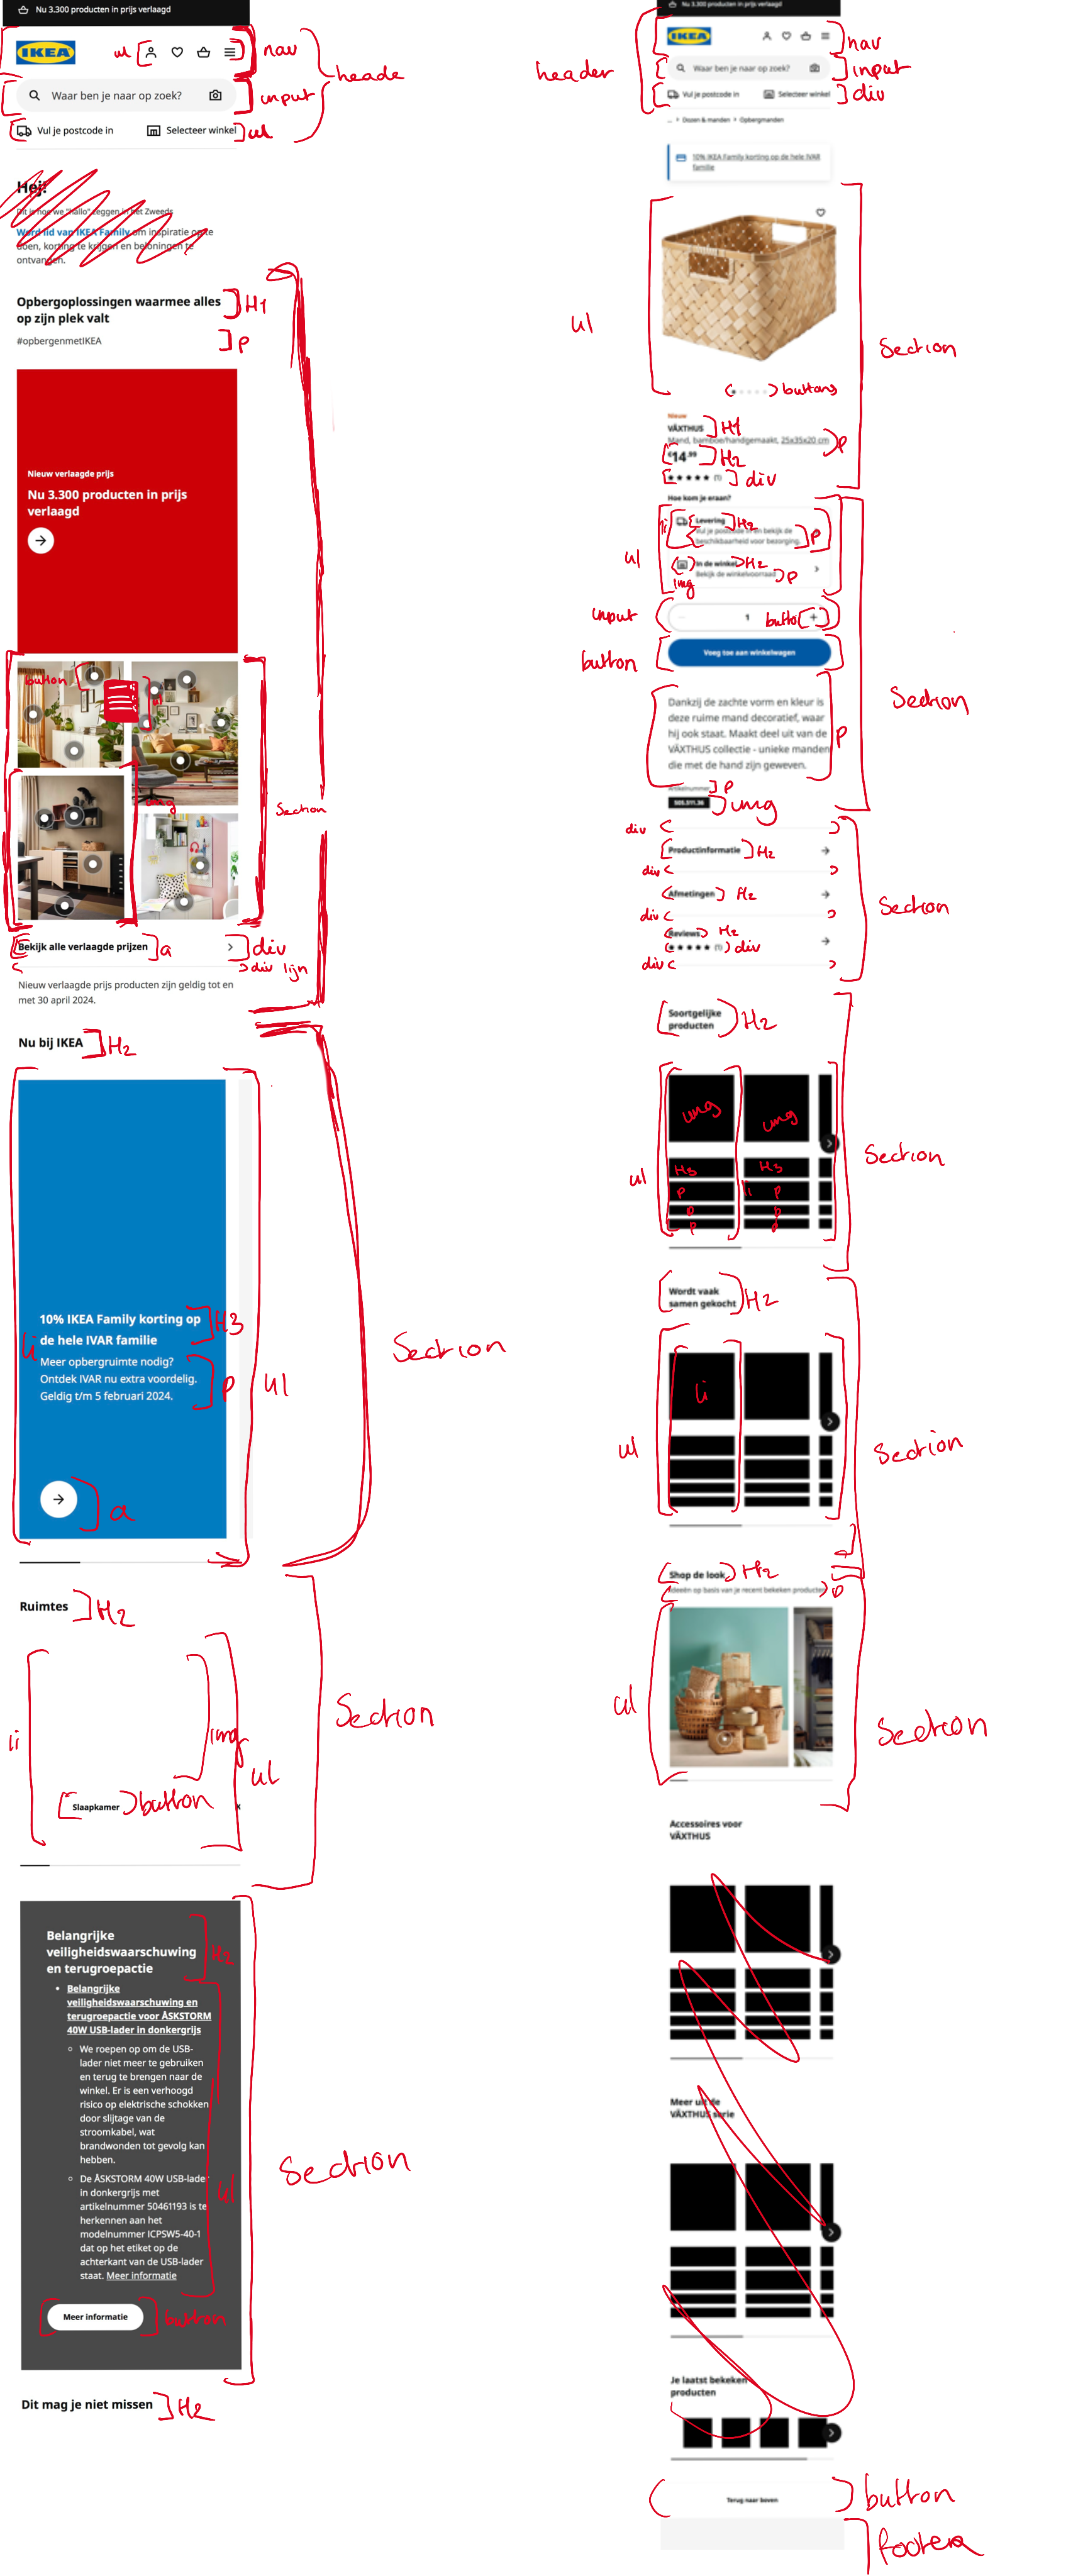 Nu 3.300 producten in prijs verlaagd
IKEA
ul
nav
heade
Waar ben je naar op zoek?
input
Vul je postcode in
Selecteer winkel
ul
Hej!
Dit is hoe we "hallo" zeggen in het Zweeds
Word lid van IKEA Family om inspiratie op te
doen, korting te krijgen en beloningen te
ontvangen.
Opbergoplossingen waarmee alles
op zijn plek valt
H1
#opbergenmetIKEA
p
Nieuw verlaagde prijs
Nu 3.300 producten in prijs
verlaagd
button
ul
img
Section
Bekijk alle verlaagde prijzen
a
div
div lijn
Nieuw verlaagde prijs producten zijn geldig tot en
met 30 april 2024.
Nu bij IKEA
H2
10% IKEA Family korting op
de hele IVAR familie
H3
li
Meer opbergruimte nodig?
Ontdek IVAR nu extra voordelig.
Geldig t/m 5 februari 2024.
p
ul
Section
a
Ruimtes
H2
li
img
ul
Section
Slaapkamer
button
K
Belangrijke
veiligheidswaarschuwing
en terugroepactie
H2
Belangrijke
veiligheidswaarschuwing en
terugroepactie voor ÅSKSTORM
40W USB-lader in donkergrijs
We roepen op om de USB-
lader niet meer te gebruiken
en terug te brengen naar de
winkel. Er is een verhoogd
risico op elektrische schokken
door slijtage van de
stroomkabel, wat
brandwonden tot gevolg kan
hebben.
De ÅSKSTORM 40W USB-lader
in donkergrijs met
artikelnummer 50461193 is te
herkennen aan het
modelnummer ICPSW5-40-1
dat op het etiket op de
achterkant van de USB-lader
staat. Meer informatie
ul
Section
Meer informatie
button
Dit mag je niet missen
H2
Nu 3.300 producten in prijs verlaagd
IKEA
nav
header
Waar ben je naar op zoek?
input
Vul je postcode in
Selecteer winkel
div
... Dozen & manden Opbergmanden
10% IKEA Family korting op de hele IVAR
familie
ul
Section
buttons
Nieuw
VÄXTHUS
H1
Mand, bamboe/handgemaakt, 25x35x20 cm
p
€14.99
H2
(1)
div
Hoe kom je eraan?
li
Levering
H2
Vul je postcode in en bekijk de
beschikbaarheid voor bezorging.
p
ul
In de winkel
H2
Bekijk de winkelvoorraad
p
img
input
1
button
+
button
Voeg toe aan winkelwagen
Section
Dankzij de zachte vorm en kleur is
deze ruime mand decoratief, waar
hij ook staat. Maakt deel uit van de
VÄXTHUS collectie - unieke manden
die met de hand zijn geweven.
p
Artikelnummer
p
505.511.36
img
div
Productinformatie
H2
div
Afmetingen
H2
Section
div
Reviews
H2
(1)
div
div
Soortgelijke
producten
H2
img
img
Section
ul
H3
H3
p
li
p
p
p
p
p
Wordt vaak
samen gekocht
H2
li
ul
Section
Shop de look
H2
Ideeën op basis van je recent bekeken producten
p
ul
Section
Accessoires voor
VÄXTHUS
Meer uit de
VÄXTHUS serie
Je laatst bekeken
producten
Terug naar boven
button
footer